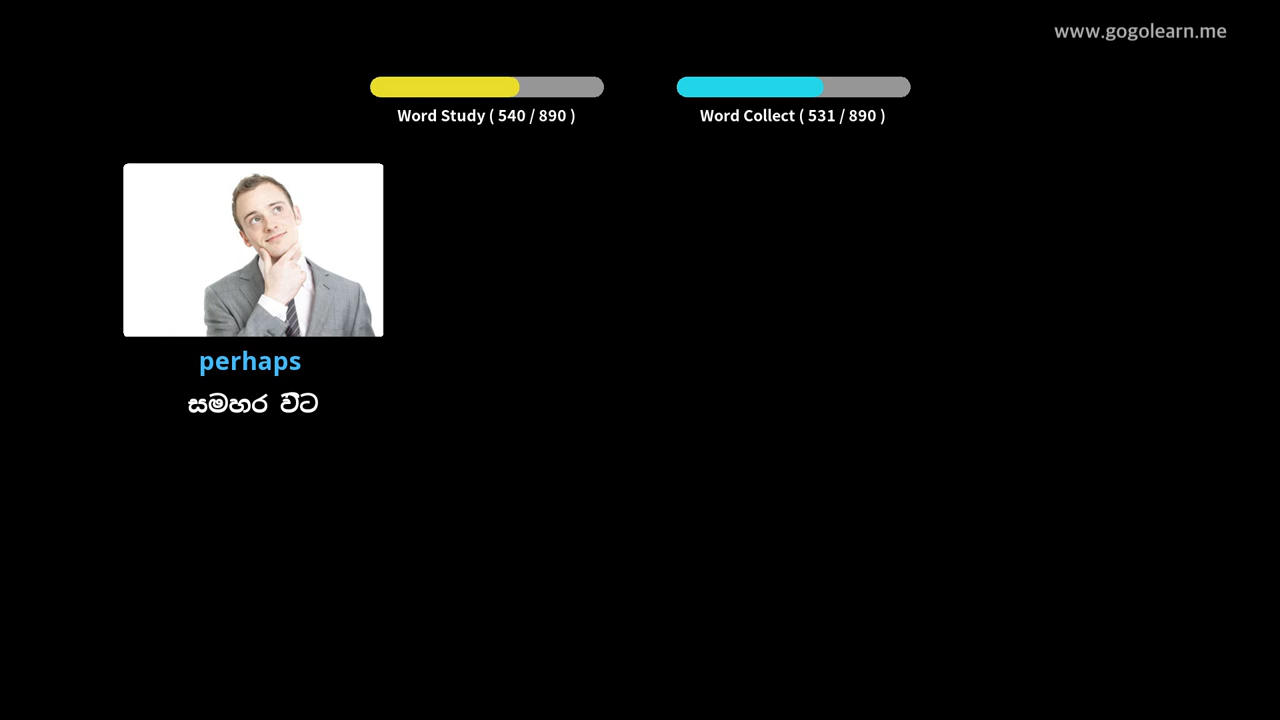 www.gogolearn.me
Word Study ( 540 / 890 )
Word Collect ( 531 / 890 )
perhaps
සමහර විට